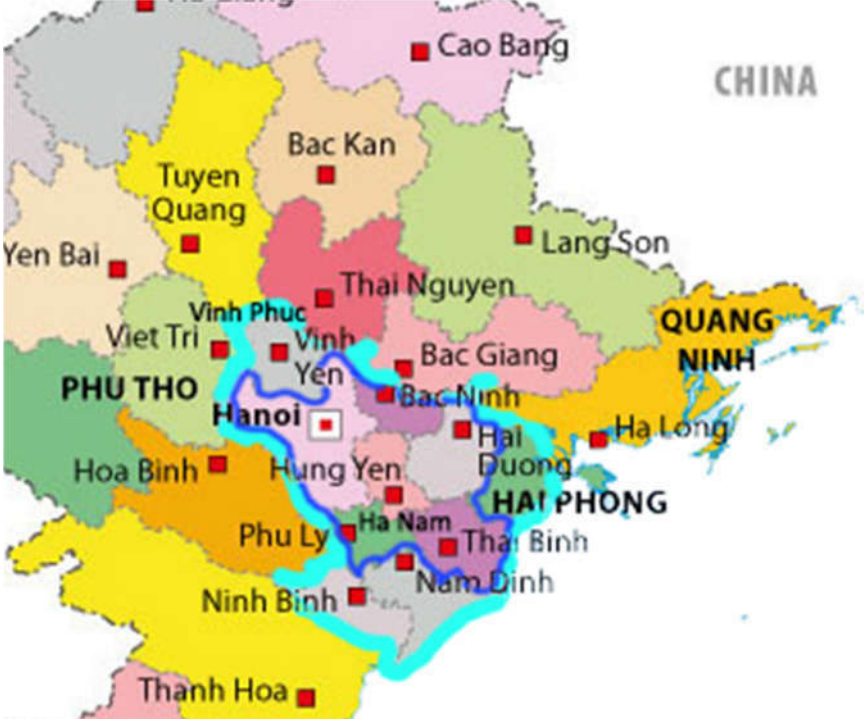 Cao Bang
CHINA
Bac Kan
Tuyen
Quang
Lang Son
Yen Bai
Thai Nguyen
Vinh Phuc
QUANG
NINH
Viet Tri
Vinh
Yen
Bac Giang
PHU THO
Bac Ninh
Hanoi
Ha Long
Hai
Duong
Hoa Binh
Hung Yen
HAI PHONG
Ha Nam
Phu Ly
Thai Binh
Nam Dinh
Ninh Binh
Thanh Hoa